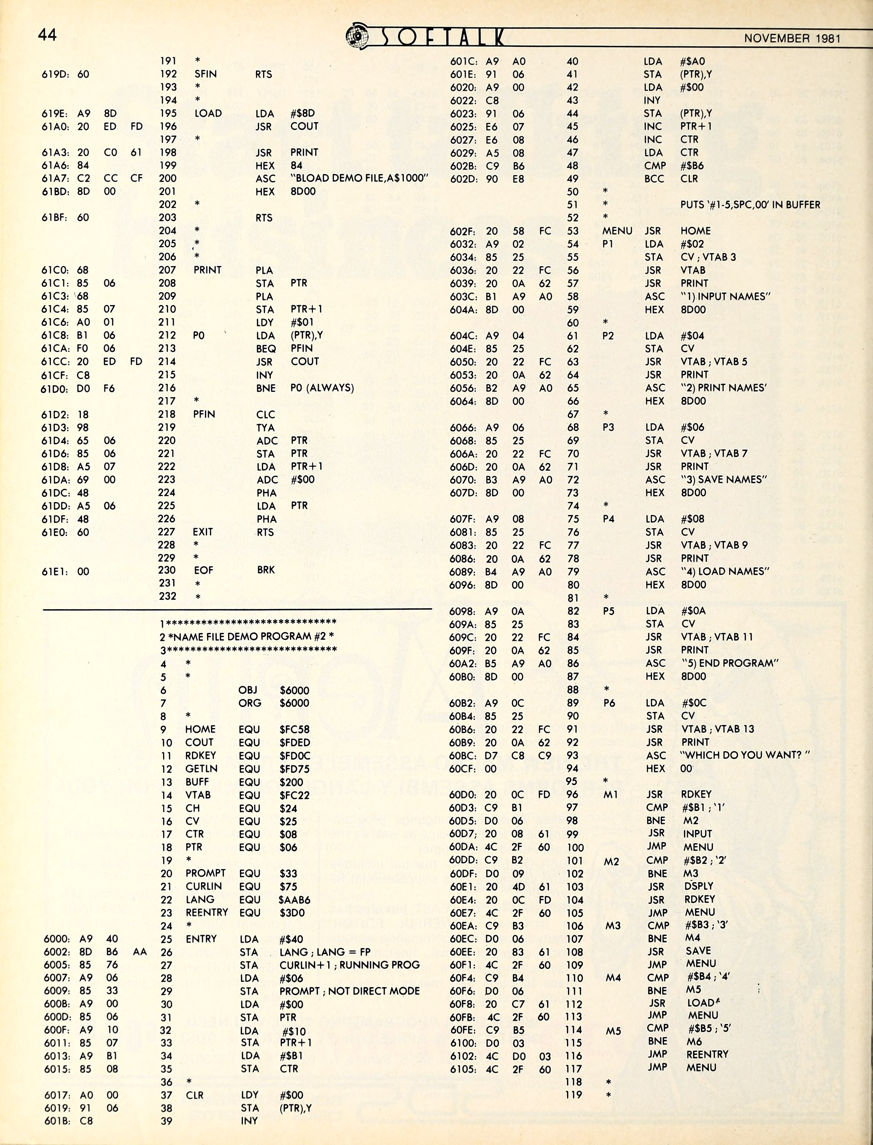 44
SOFTALK
NOVEMBER 1981
191 *
619D: 60 192 SFIN RTS
193 *
194 *
619E: A9 8D 195 LOAD LDA #$8D
61A0: 20 ED FD 196 JSR COUT
197 *
61A3: 20 C0 61 198 JSR PRINT
61A6: 84 199 HEX 84
61A7: C2 CC CF 200 ASC "BLOAD DEMO FILE,A$1000"
61BD: 8D 00 201 HEX 8D00
202 *
61BF: 60 203 RTS
204 *
205 *
206 *
61C0: 68 207 PRINT PLA
61C1: 85 06 208 STA PTR
61C3: 68 209 PLA
61C4: 85 07 210 STA PTR+1
61C6: A0 01 211 LDY #$01
61C8: B1 06 212 P0 LDA (PTR),Y
61CA: F0 06 213 BEQ PFIN
61CC: 20 ED FD 214 JSR COUT
61CF: C8 215 INY
61D0: D0 F6 216 BNE P0 (ALWAYS)
217 *
61D2: 18 218 PFIN CLC
61D3: 98 219 TYA
61D4: 65 06 220 ADC PTR
61D6: 85 06 221 STA PTR
61D8: A5 07 222 LDA PTR+1
61DA: 69 00 223 ADC #$00
61DC: 48 224 PHA
61DD: A5 06 225 LDA PTR
61DF: 48 226 PHA
61E0: 60 227 EXIT RTS
228 *
229 *
61E1: 00 230 EOF BRK
231 *
232 *
1****************************
2 *NAME FILE DEMO PROGRAM #2 *
3****************************
4 *
5 *
6 OBJ $6000
7 ORG $6000
8 *
9 HOME EQU $FC58
10 COUT EQU $FDED
11 RDKEY EQU $FD0C
12 GETLN EQU $FD75
13 BUFF EQU $200
14 VTAB EQU $FC22
15 CH EQU $24
16 CV EQU $25
17 CTR EQU $08
18 PTR EQU $06
19 *
20 PROMPT EQU $33
21 CURLIN EQU $75
22 LANG EQU $AAB6
23 REENTRY EQU $3D0
24 *
6000: A9 40 25 ENTRY LDA #$40
6002: 8D B6 AA 26 STA LANG ; LANG = FP
6005: 85 76 27 STA CURLIN+1 ; RUNNING PROG
6007: A9 06 28 LDA #$06
6009: 85 33 29 STA PROMPT ; NOT DIRECT MODE
600B: A9 00 30 LDA #$00
600D: 85 06 31 STA PTR
600F: A9 10 32 LDA #$10
6011: 85 07 33 STA PTR+1
6013: A9 B1 34 LDA #$B1
6015: 85 08 35 STA CTR
36 *
6017: A0 00 37 CLR LDY #$00
6019: 91 06 38 STA (PTR),Y
601B: C8 39 INY
601C: A9 A0 40 LDA #$A0
601E: 91 06 41 STA (PTR),Y
6020: A9 00 42 LDA #$00
6022: C8 43 INY
6023: 91 06 44 STA (PTR),Y
6025: E6 07 45 INC PTR+1
6027: E6 08 46 INC CTR
6029: A5 08 47 LDA CTR
602B: C9 B6 48 CMP #$B6
602D: 90 E8 49 BCC CLR
50 *
51 * PUTS '#1-5,SPC,00' IN BUFFER
52 *
602F: 20 58 FC 53 MENU JSR HOME
6032: A9 02 54 P1 LDA #$02
6034: 85 25 55 STA CV ; VTAB 3
6036: 20 22 FC 56 JSR VTAB
6039: 20 0A 62 57 JSR PRINT
603C: B1 A9 A0 58 ASC "1) INPUT NAMES"
604A: 8D 00 59 HEX 8D00
60 *
604C: A9 04 61 P2 LDA #$04
604E: 85 25 62 STA CV
6050: 20 22 FC 63 JSR VTAB ; VTAB 5
6053: 20 0A 62 64 JSR PRINT
6056: B2 A9 A0 65 ASC "2) PRINT NAMES'
6064: 8D 00 66 HEX 8D00
67 *
6066: A9 06 68 P3 LDA #$06
6068: 85 25 69 STA CV
606A: 20 22 FC 70 JSR VTAB ; VTAB 7
606D: 20 0A 62 71 JSR PRINT
6070: B3 A9 A0 72 ASC "3) SAVE NAMES"
607D: 8D 00 73 HEX 8D00
74 *
607F: A9 08 75 P4 LDA #$08
6081: 85 25 76 STA CV
6083: 20 22 FC 77 JSR VTAB ; VTAB 9
6086: 20 0A 62 78 JSR PRINT
6089: B4 A9 A0 79 ASC "4) LOAD NAMES"
6096: 8D 00 80 HEX 8D00
81 *
6098: A9 0A 82 P5 LDA #$0A
609A: 85 25 83 STA CV
609C: 20 22 FC 84 JSR VTAB ; VTAB 11
609F: 20 0A 62 85 JSR PRINT
60A2: B5 A9 A0 86 ASC "5) END PROGRAM"
60B0: 8D 00 87 HEX 8D00
88 *
60B2: A9 0C 89 P6 LDA #$0C
60B4: 85 25 90 STA CV
60B6: 20 22 FC 91 JSR VTAB ; VTAB 13
60B9: 20 0A 62 92 JSR PRINT
60BC: D7 C8 C9 93 ASC "WHICH DO YOU WANT? "
60CF: 00 94 HEX 00
95 *
60D0: 20 0C FD 96 M1 JSR RDKEY
60D3: C9 B1 97 CMP #$B1 ; '1'
60D5: D0 06 98 BNE M2
60D7; 20 08 61 99 JSR INPUT
60DA: 4C 2F 60 100 JMP MENU
60DD: C9 B2 101 M2 CMP #$B2 ; '2'
60DF: D0 09 102 BNE M3
60E1: 20 4D 61 103 JSR DSPLY
60E4: 20 0C FD 104 JSR RDKEY
60E7: 4C 2F 60 105 JMP MENU
60EA: C9 B3 106 M3 CMP #$B3 ; '3'
60EC: D0 06 107 BNE M4
60EE: 20 83 61 108 JSR SAVE
60F1: 4C 2F 60 109 JMP MENU
60F4: C9 B4 110 M4 CMP #$B4 ; '4'
60F6: D0 06 111 BNE M5
60F8: 20 C7 61 112 JSR LOAD
60FB: 4C 2F 60 113 JMP MENU
60FE: C9 B5 114 M5 CMP #$B5 ; '5'
6100: D0 03 115 BNE M6
6102: 4C D0 03 116 JMP REENTRY
6105: 4C 2F 60 117 JMP MENU
118 *
119 *